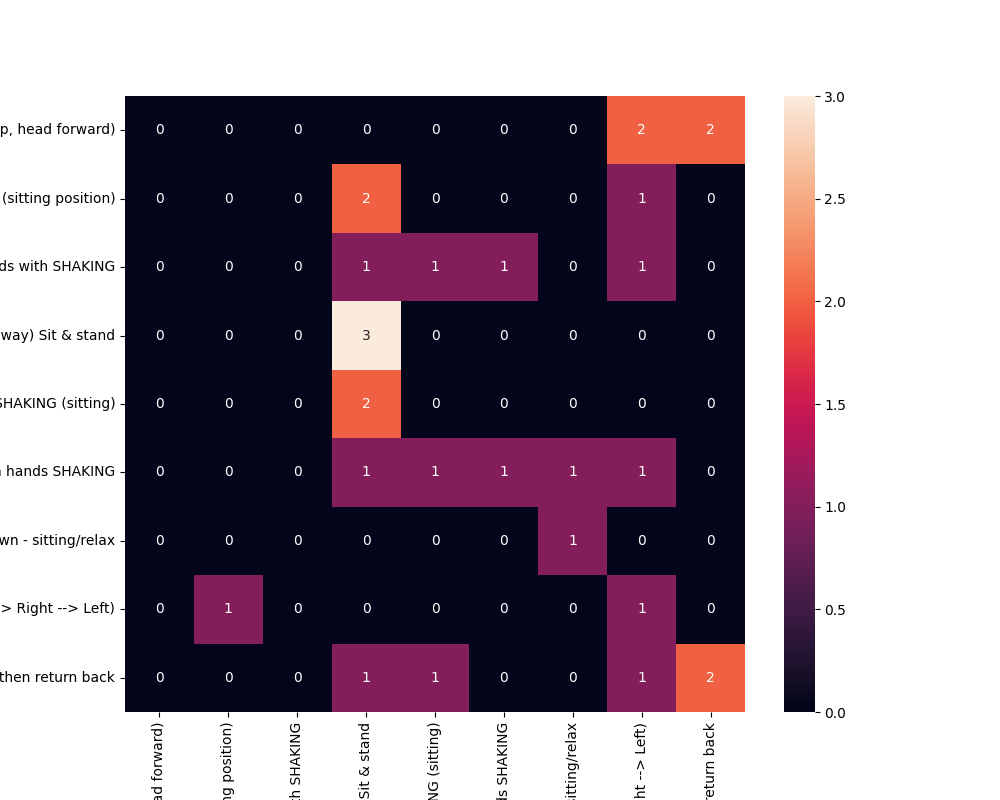 p, head forward) 0 0 0 0 0 0 0 2 2
(sitting position) 0 0 0 2 0 0 0 1 0
ds with SHAKING 0 0 0 1 1 1 0 1 0
way) Sit & stand 0 0 0 3 0 0 0 0 0
SHAKING (sitting) 0 0 0 2 0 0 0 0 0
hands SHAKING 0 0 0 1 1 1 1 1 0
wn - sitting/relax 0 0 0 0 0 0 1 0 0
> Right --> Left) 0 1 0 0 0 0 0 1 0
then return back 0 0 0 1 1 0 0 1 2
ad forward)
ng position)
th SHAKING
Sit & stand
NG (sitting)
ds SHAKING
sitting/relax
ht --> Left)
return back
3.0
2.5
2.0
1.5
1.0
0.5
0.0